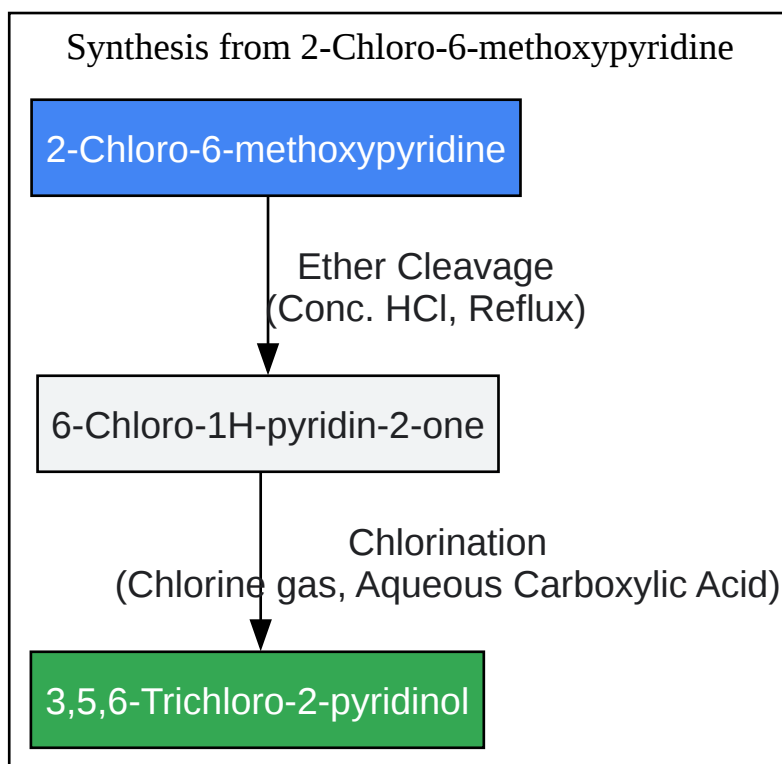 Synthesis from 2-Chloro-6-methoxypyridine
2-Chloro-6-methoxypyridine
Ether Cleavage
(Conc. HCl, Reflux)
6-Chloro-1H-pyridin-2-one
Chlorination
(Chlorine gas, Aqueous Carboxylic Acid)
3,5,6-Trichloro-2-pyridinol